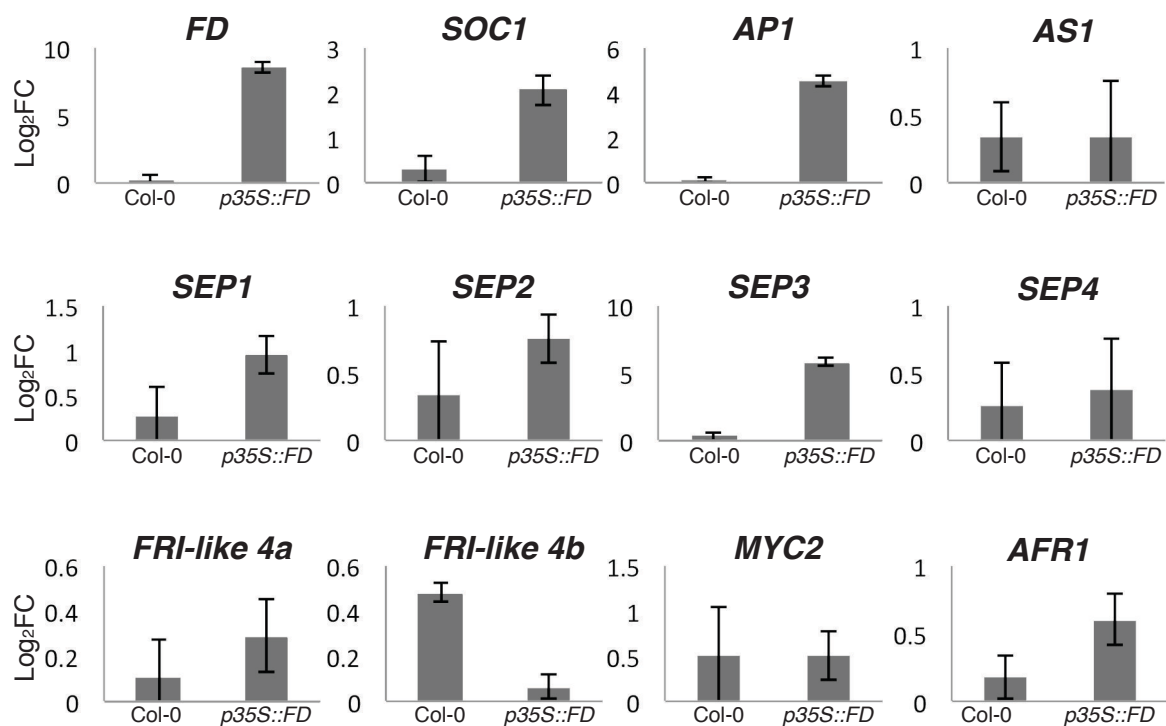 FD SOC1 AP1 AS1
Log₂FC
10 3 6 1
2 4
5 0.5
1 2
0 0 0 0
Col-0 p35S::FD Col-0 p35S::FD Col-0 p35S::FD Col-0 p35S::FD
SEP1 SEP2 SEP3 SEP4
Log₂FC
1.5 1 10 1
1
0.5 5 0.5
0.5
0 0 0 0
Col-0 p35S::FD Col-0 p35S::FD Col-0 p35S::FD Col-0 p35S::FD
FRI-like 4a FRI-like 4b MYC2 AFR1
Log₂FC
0.6 0.6 1.5 1
0.4 0.4 1
0.5
0.2 0.2 0.5
0 0 0 0
Col-0 p35S::FD Col-0 p35S::FD Col-0 p35S::FD Col-0 p35S::FD